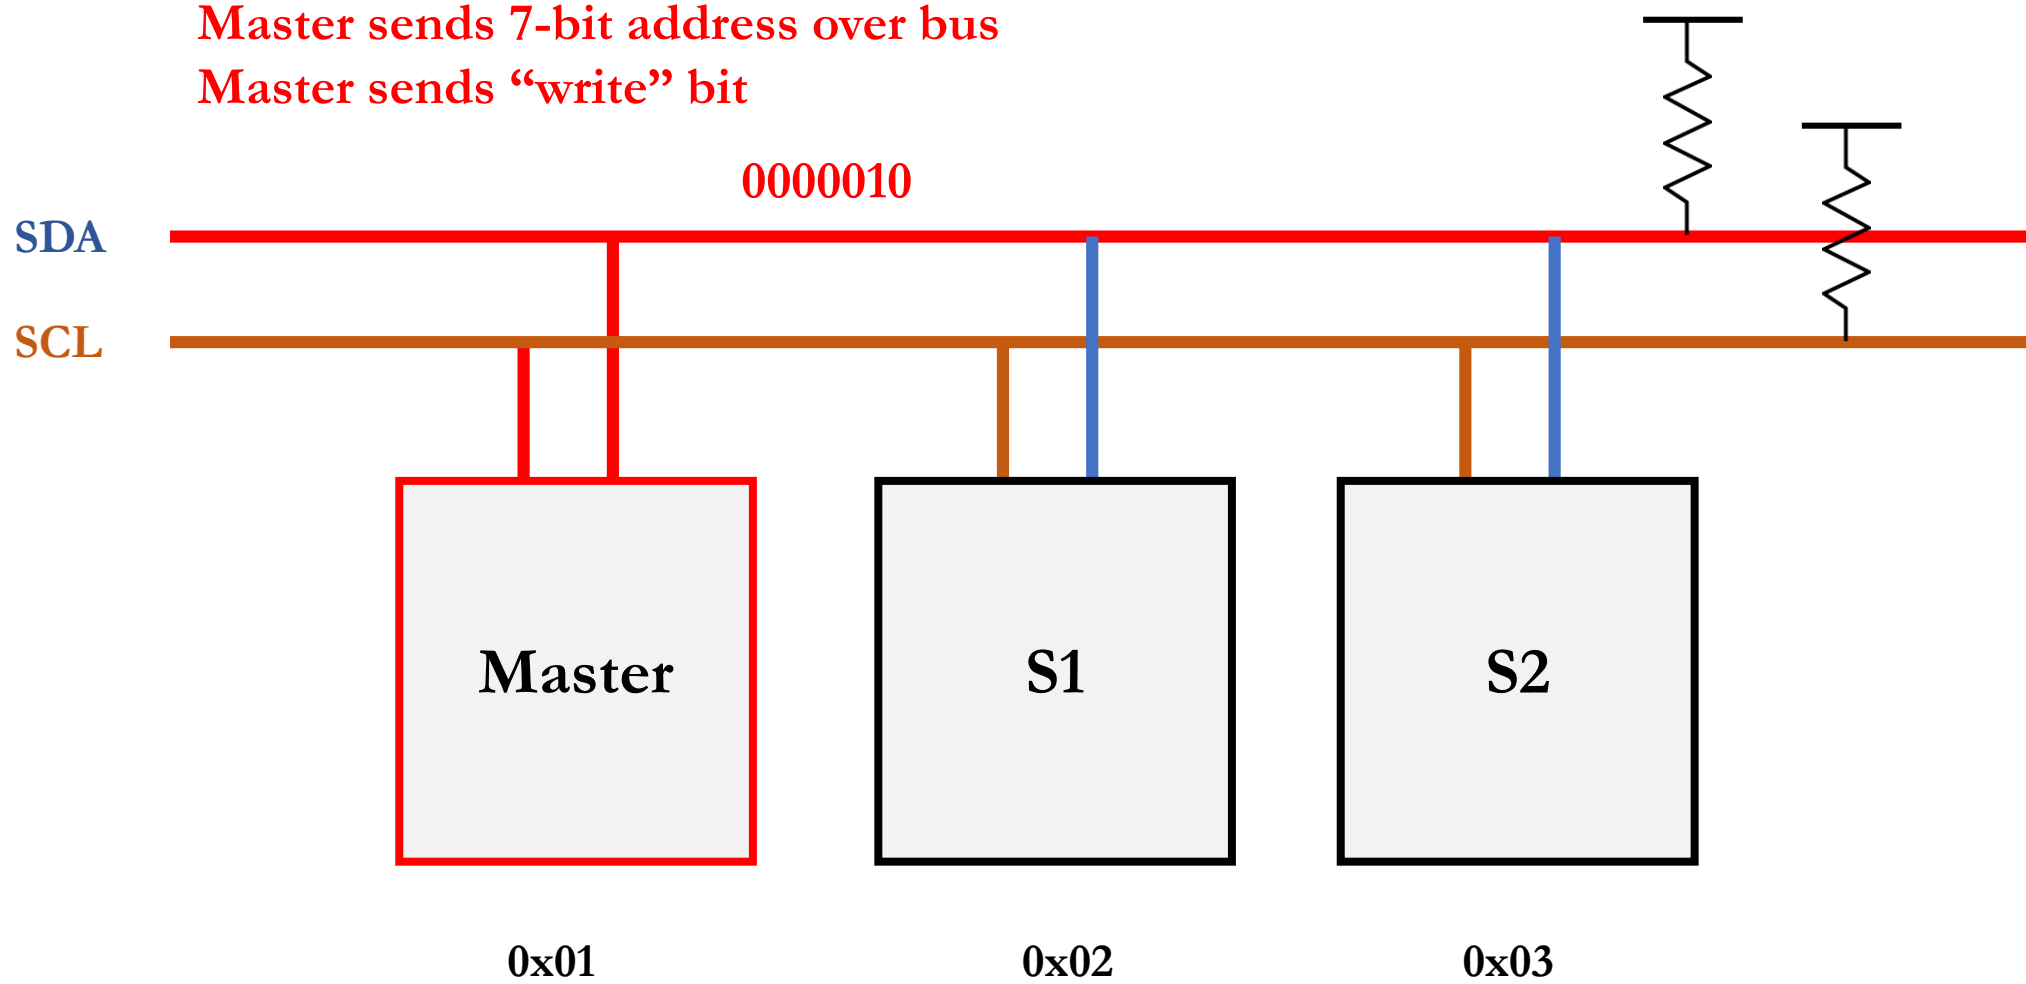 Master sends 7-bit address over bus
Master sends “write” bit
0000010
SDA
SCL
Master
S1
S2
0x01
0x02
0x03